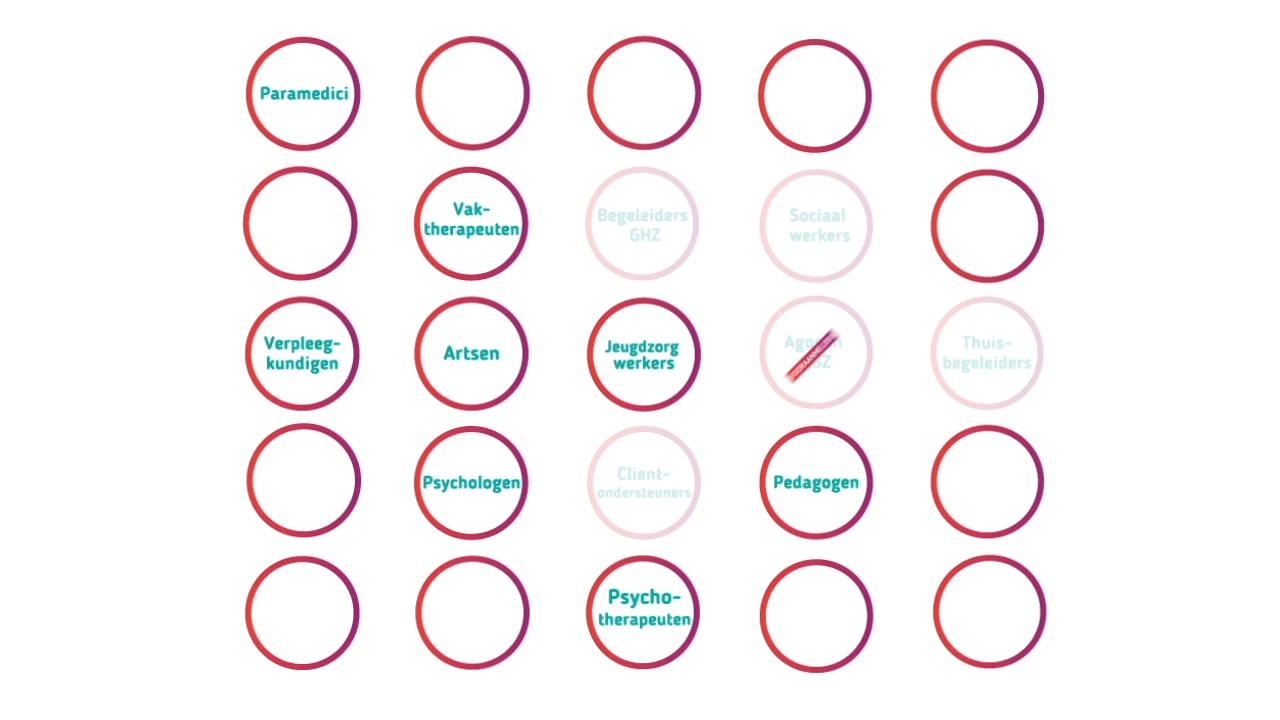 Paramedici
Vak-
therapeuten
Begeleiders
GHZ
Sociaal
werkers
Verpleeg-
kundigen
Artsen
Jeugdzorg
werkers
Thuis-
begeleiders
Psychologen
Client-
ondersteuners
Pedagogen
Psycho-
therapeuten